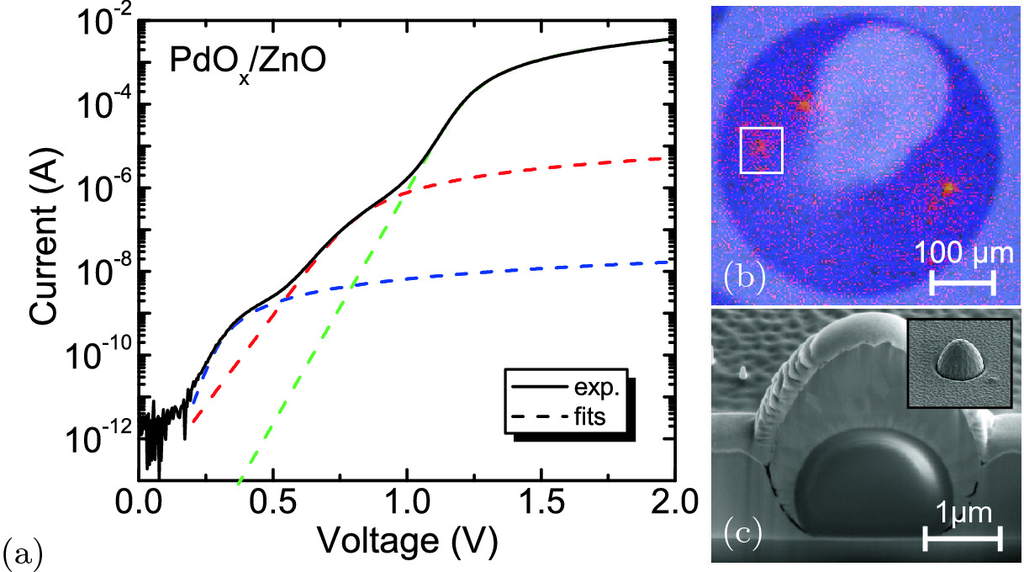 PdOₓ/ZnO
10⁻²
10⁻⁴
10⁻⁶
10⁻⁸
10⁻¹⁰
10⁻¹²
Current (A)
exp.
fits
0.0 0.5 1.0 1.5 2.0
Voltage (V)
(a)
100 µm
(b)
1µm
(c)